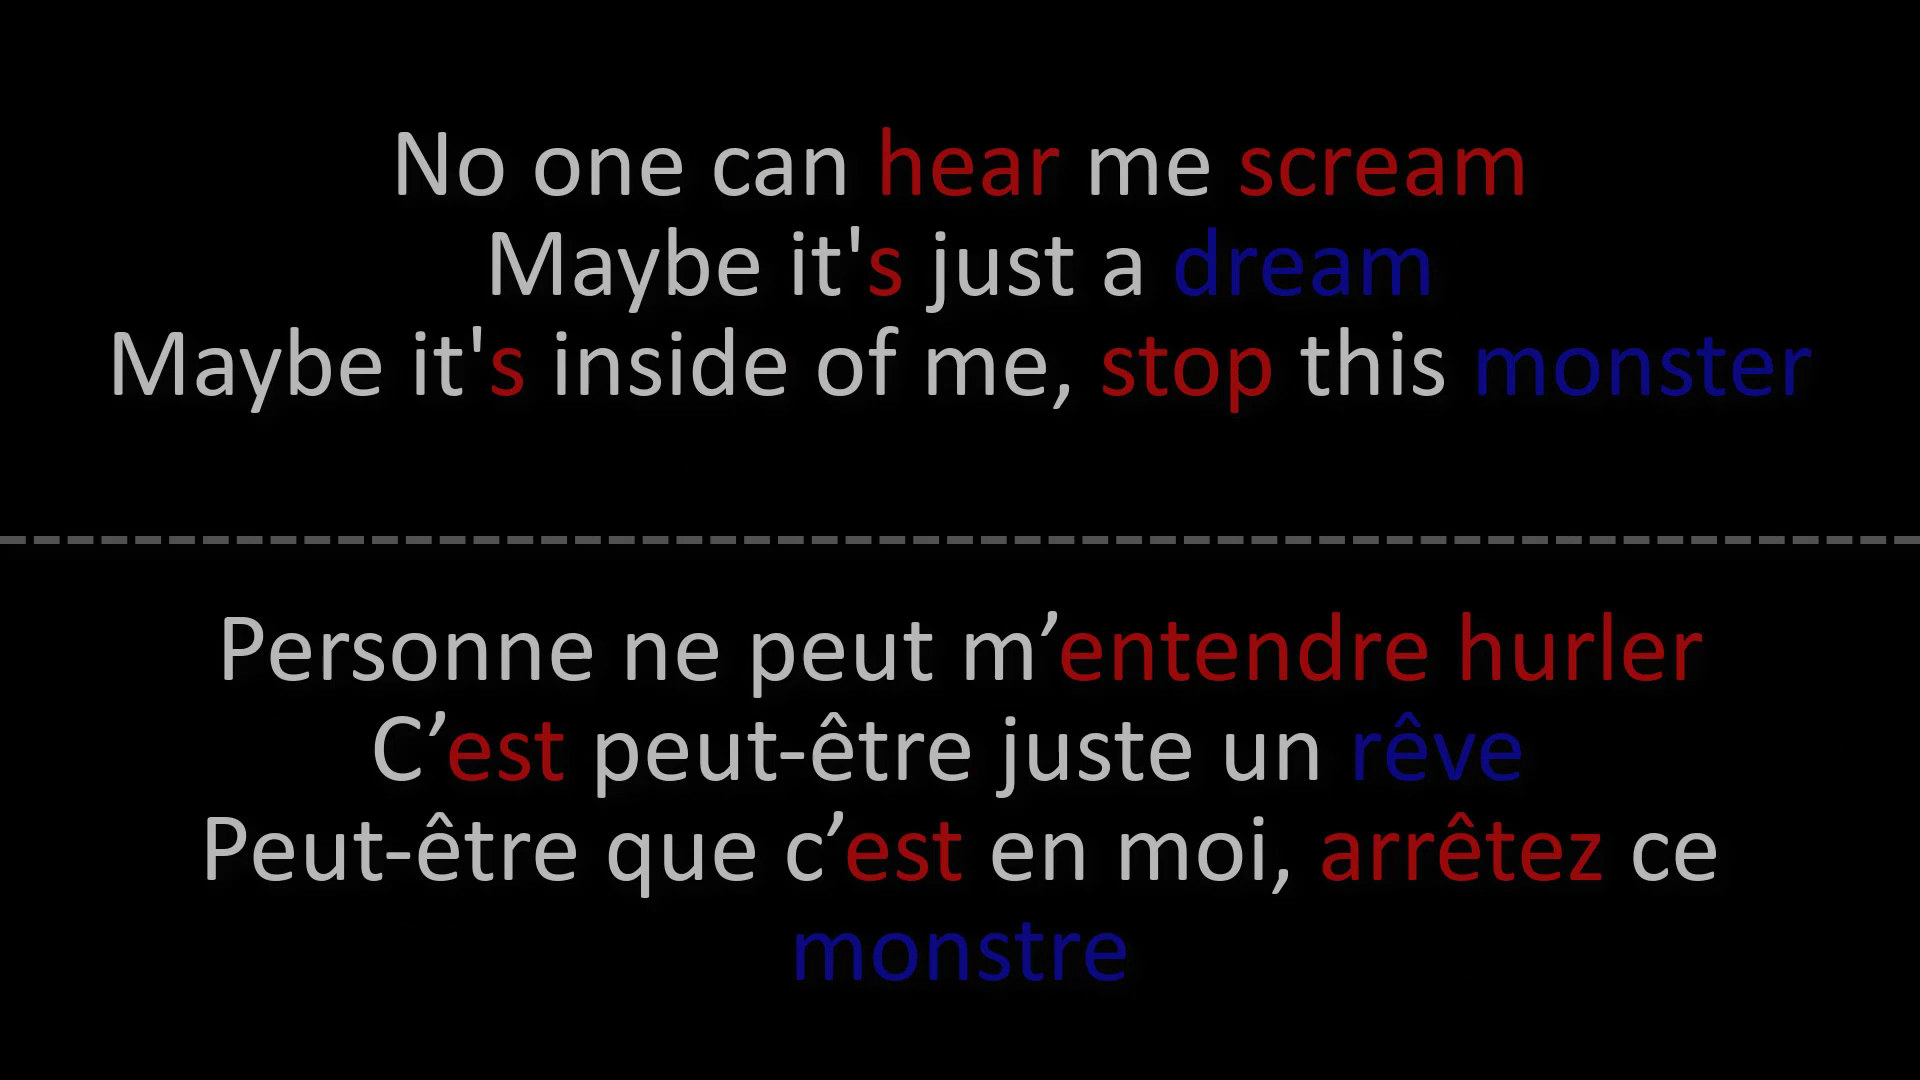 No one can hear me scream
Maybe it's just a dream
Maybe it's inside of me, stop this monster
Personne ne peut m’entendre hurler
C’est peut-être juste un rêve
Peut-être que c’est en moi, arrêtez ce
monstre